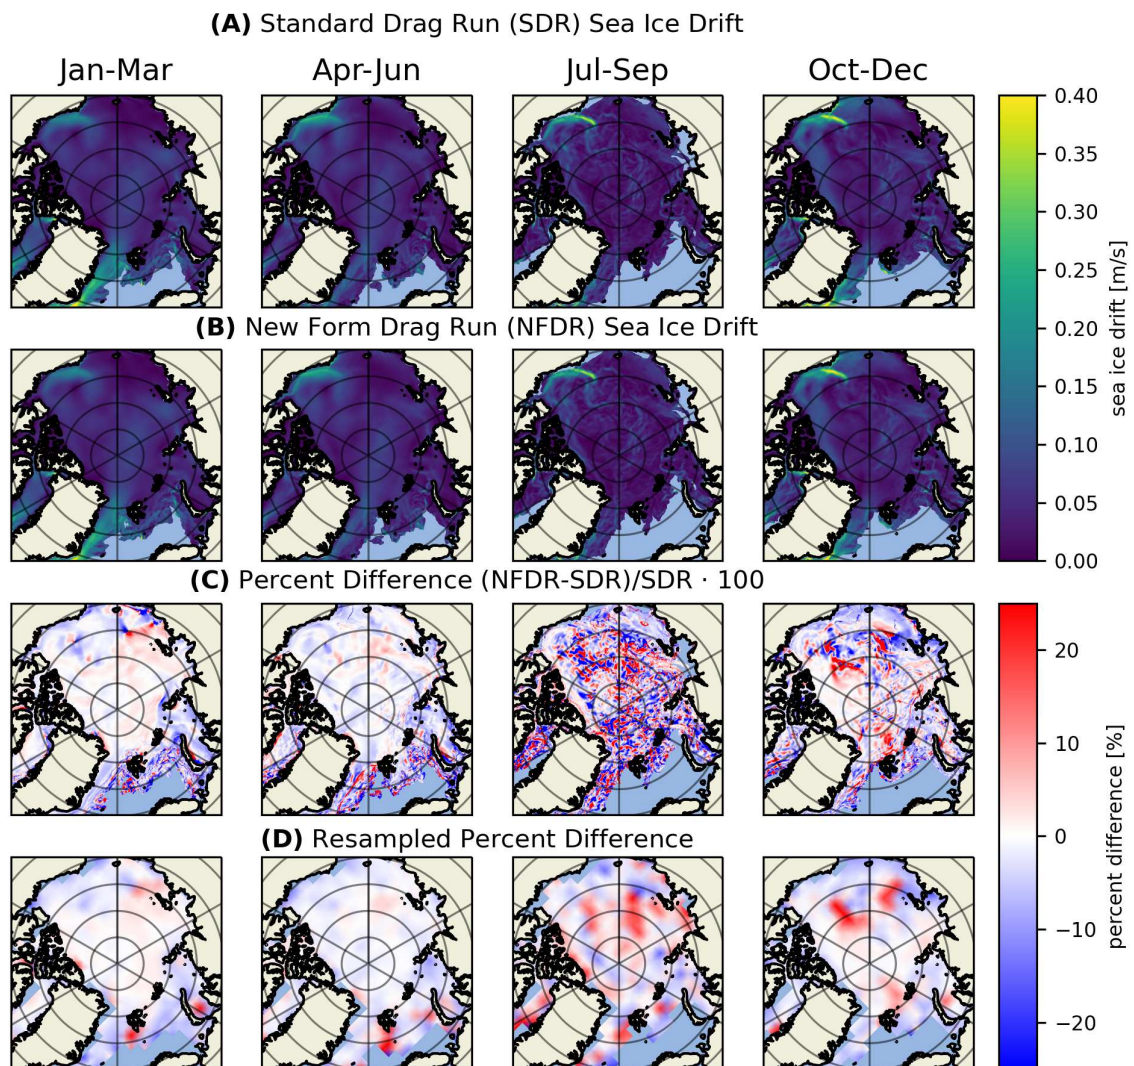 (A) Standard Drag Run (SDR) Sea Ice Drift
Jan-Mar
Apr-Jun
Jul-Sep
Oct-Dec
0.40
0.35
0.30
0.25
0.20
0.15
0.10
0.05
0.00
sea ice drift [m/s]
(B) New Form Drag Run (NFDR) Sea Ice Drift
(C) Percent Difference (NFDR-SDR)/SDR · 100
20
10
0
−10
−20
percent difference [%]
(D) Resampled Percent Difference